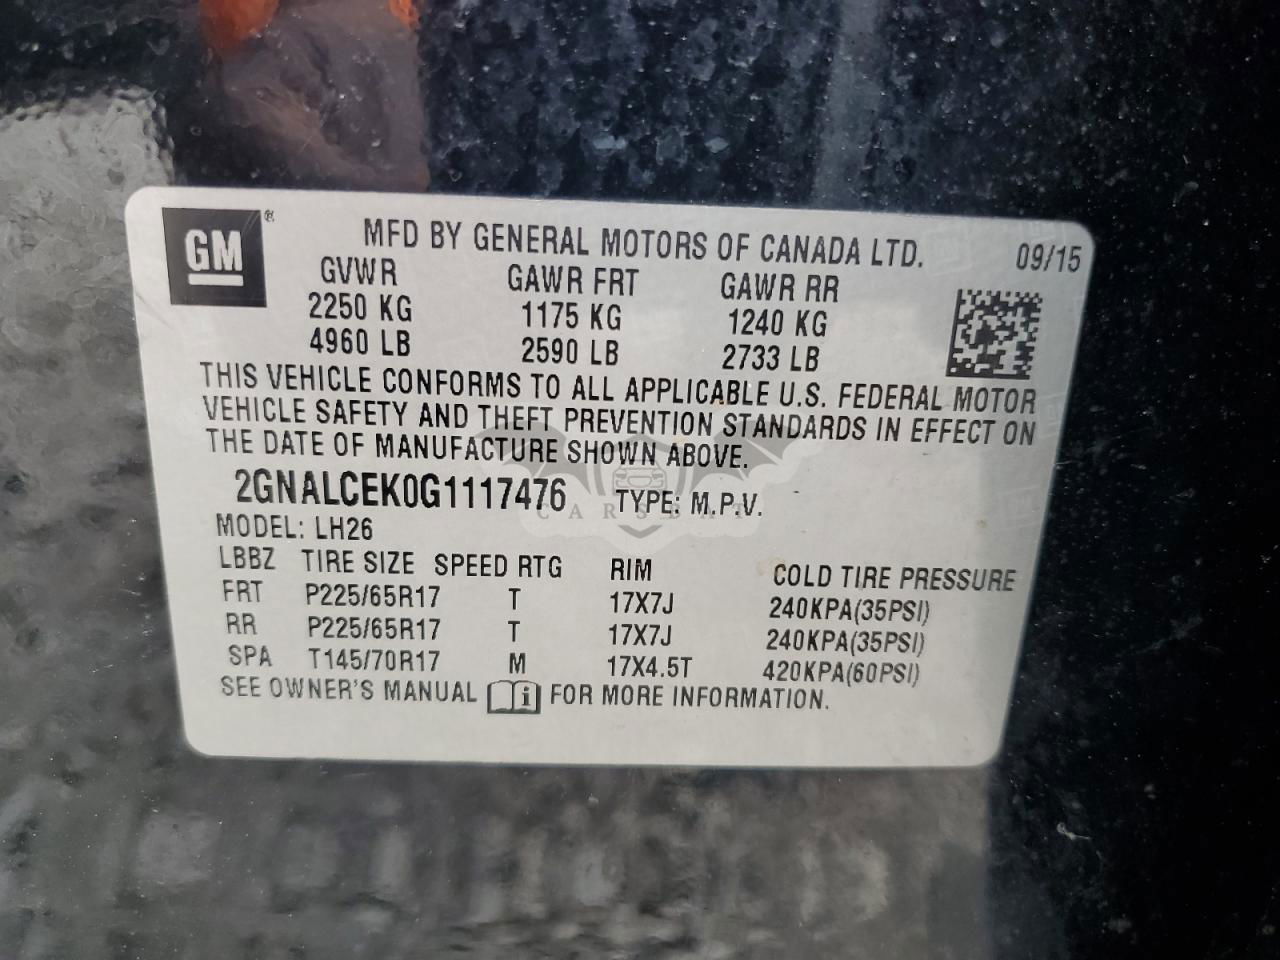 GM ®
MFD BY GENERAL MOTORS OF CANADA LTD. 09/15
GVWR GAWR FRT GAWR RR
2250 KG 1175 KG 1240 KG
4960 LB 2590 LB 2733 LB
THIS VEHICLE CONFORMS TO ALL APPLICABLE U.S. FEDERAL MOTOR
VEHICLE SAFETY AND THEFT PREVENTION STANDARDS IN EFFECT ON
THE DATE OF MANUFACTURE SHOWN ABOVE.
2GNALCEK0G1117476 TYPE: M.P.V.
CARSBAT
MODEL: LH26
LBBZ TIRE SIZE SPEED RTG RIM COLD TIRE PRESSURE
FRT P225/65R17 T 17X7J 240KPA(35PSI)
RR P225/65R17 T 17X7J 240KPA(35PSI)
SPA T145/70R17 M 17X4.5T 420KPA(60PSI)
SEE OWNER'S MANUAL i FOR MORE INFORMATION.